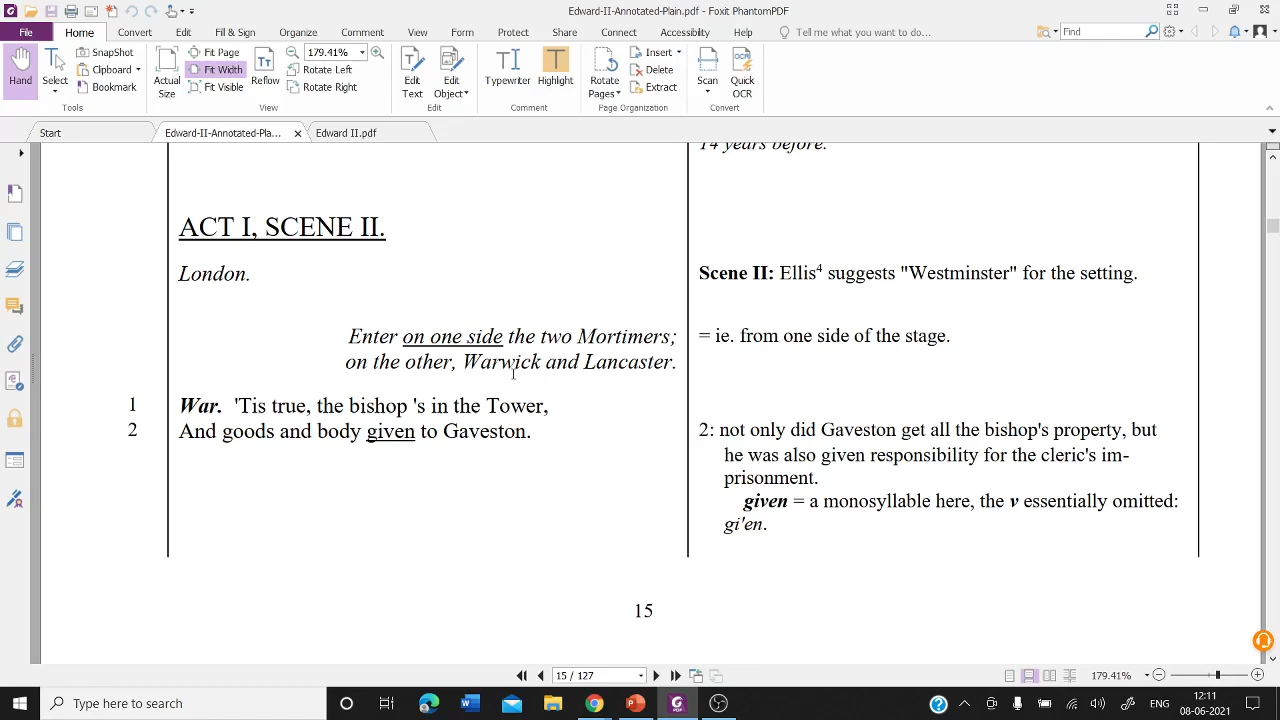 Edward-II-Annotated-Plain.pdf - Foxit PhantomPDF
File Home Convert Edit Fill & Sign Organize Comment View Form Protect Share Connect Accessibility Help Tell me what you want to do... Find
Hand
Select
SnapShot
Clipboard
Bookmark
Tools
Actual
Size
Fit Page
Fit Width
Fit Visible
Reflow
179.41%
Rotate Left
Rotate Right
View
Edit
Text
Edit
Object
Edit
Typewriter
Highlight
Comment
Rotate
Pages
Insert
Delete
Extract
Page Organization
Scan
Quick
OCR
Convert
Start Edward-II-Annotated-Pla... Edward II.pdf
14 years before.
ACT I, SCENE II.
London.
Scene II: Ellis4 suggests "Westminster" for the setting.
Enter on one side the two Mortimers;
= ie. from one side of the stage.
on the other, Warwick and Lancaster.
1 War. 'Tis true, the bishop 's in the Tower,
2 And goods and body given to Gaveston.
2: not only did Gaveston get all the bishop's property, but
he was also given responsibility for the cleric's im-
prisonment.
given = a monosyllable here, the v essentially omitted:
gi'en.
15
15 / 127
179.41%
Type here to search
ENG
12:11
08-06-2021